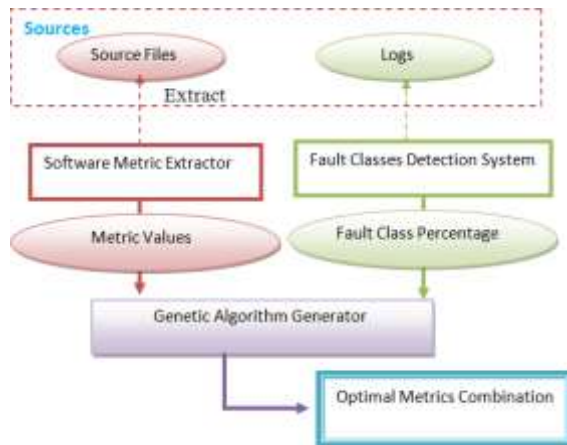 Sources
Source Files
Logs
Extract
Software Metric Extractor
Fault Classes Detection System
Metric Values
Fault Class Percentage
Genetic Algorithm Generator
Optimal Metrics Combination